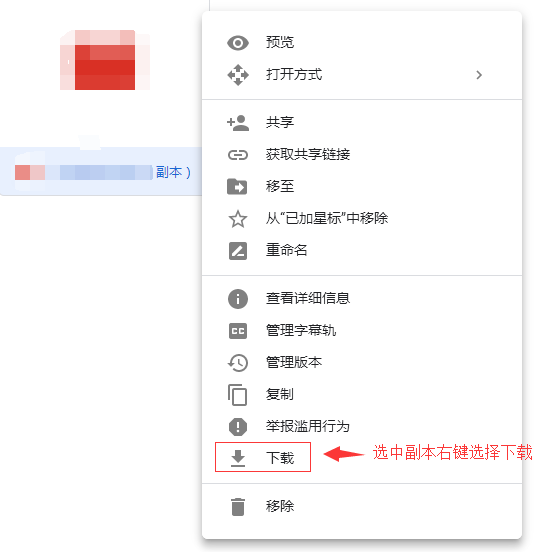 预览
打开方式
共享
获取共享链接
移至
副本）
从“已加星标”中移除
重命名
查看详细信息
管理字幕轨
管理版本
复制
举报滥用行为
下载
选中副本右键选择下载
移除